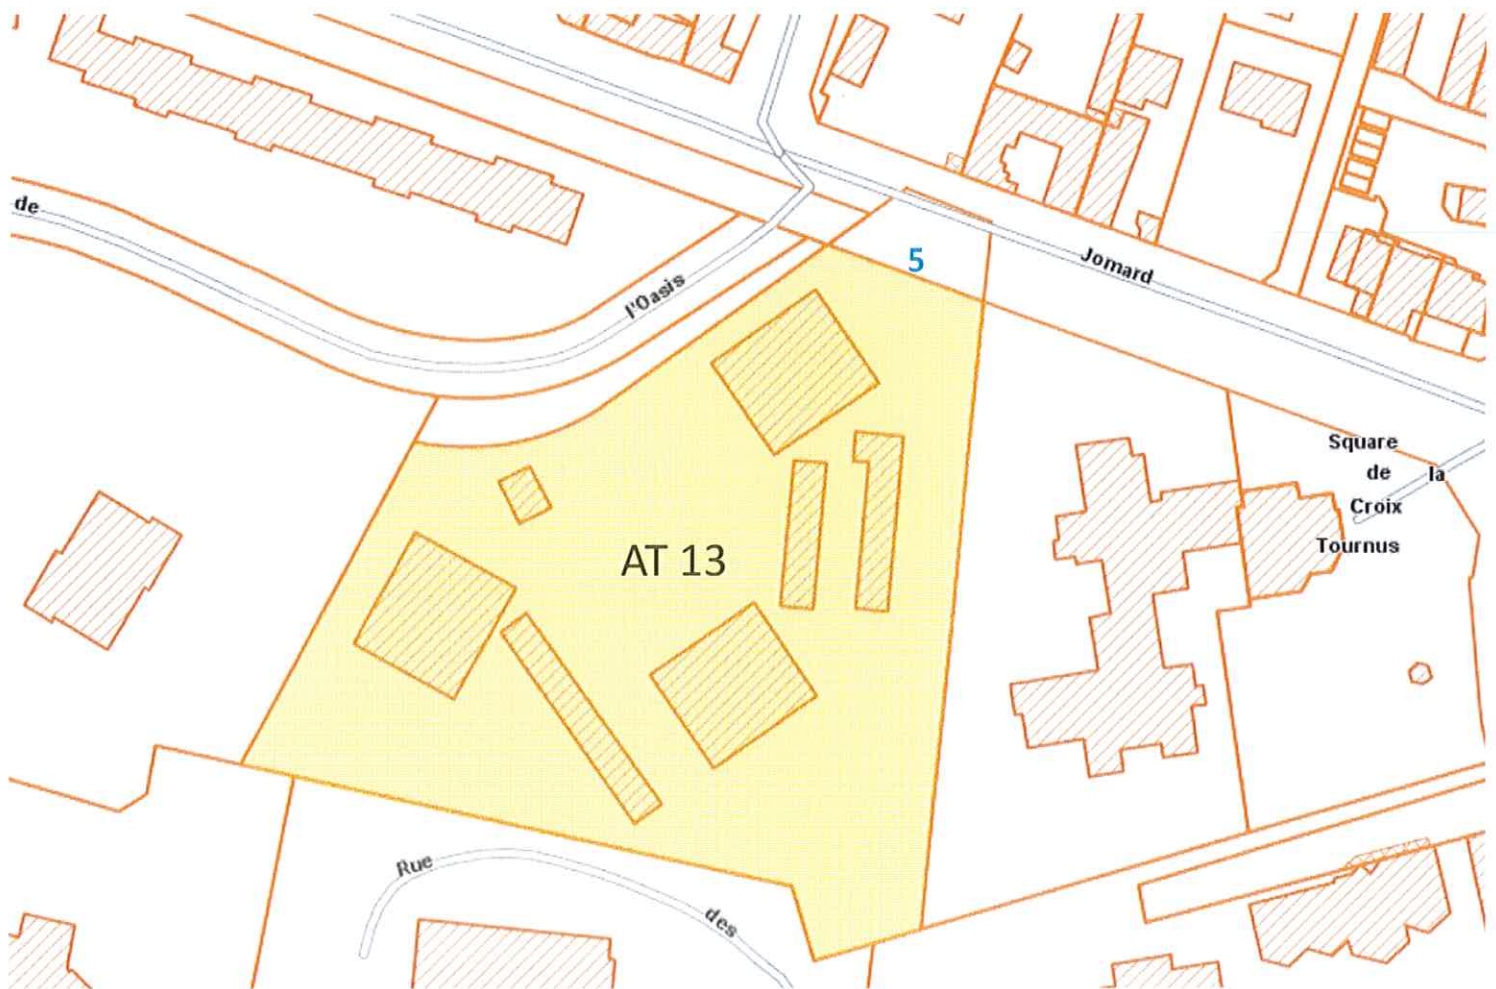 de
l'Oasis
5
Jomard
Square
de
la
Croix
Tournus
AT 13
Rue
des